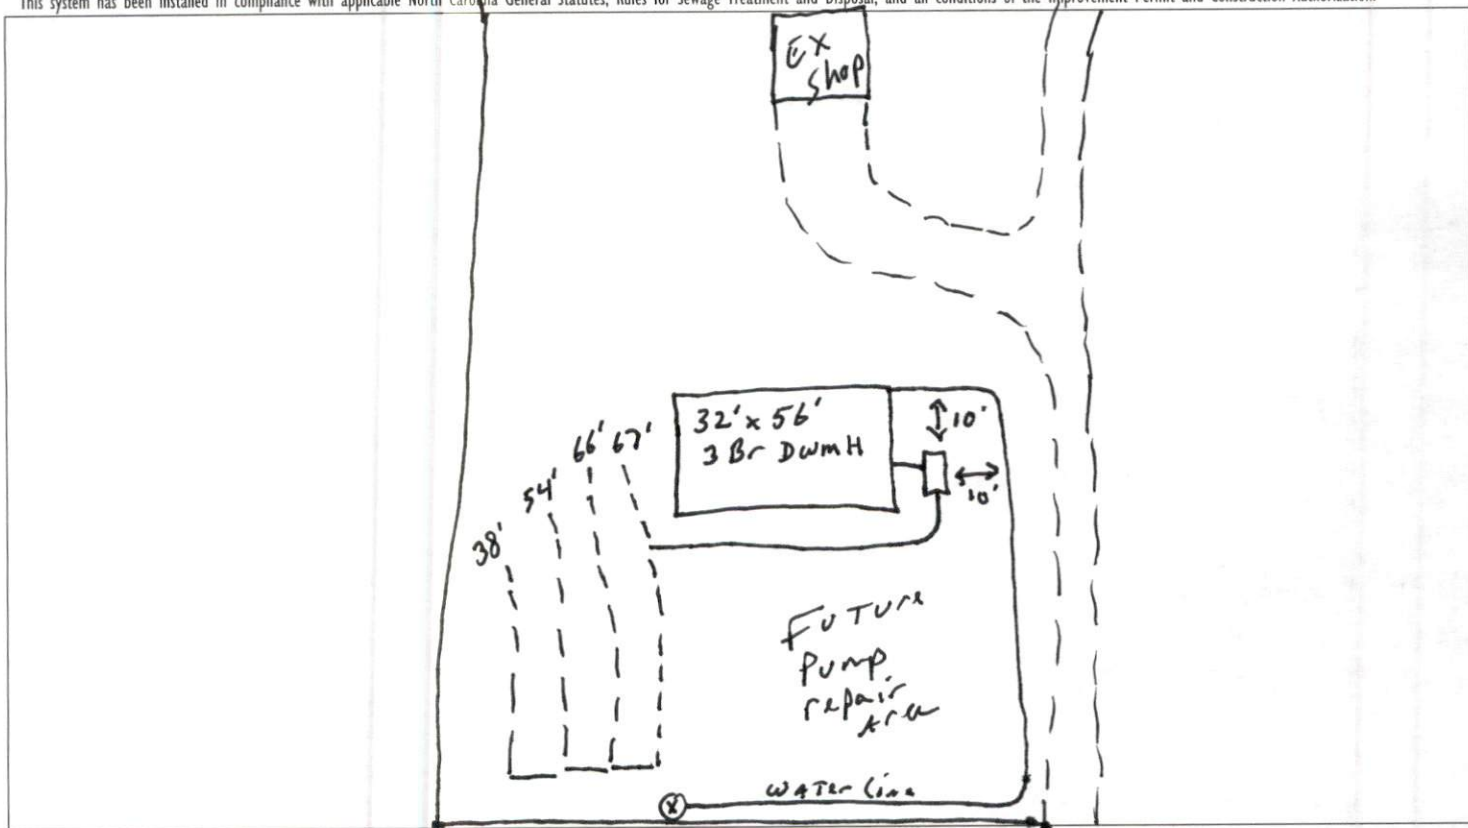 This system has been installed in compliance with applicable North Carolina General Statutes, Rules for Sewage Treatment and Disposal, and all conditions of the Improvement Permit and Construction Authorization.
EX
Shop
32' x 56'
3 Br DwmH
10'
10'
67'
66'
54'
38'
FuTure
pump
repair
Area
water line
X